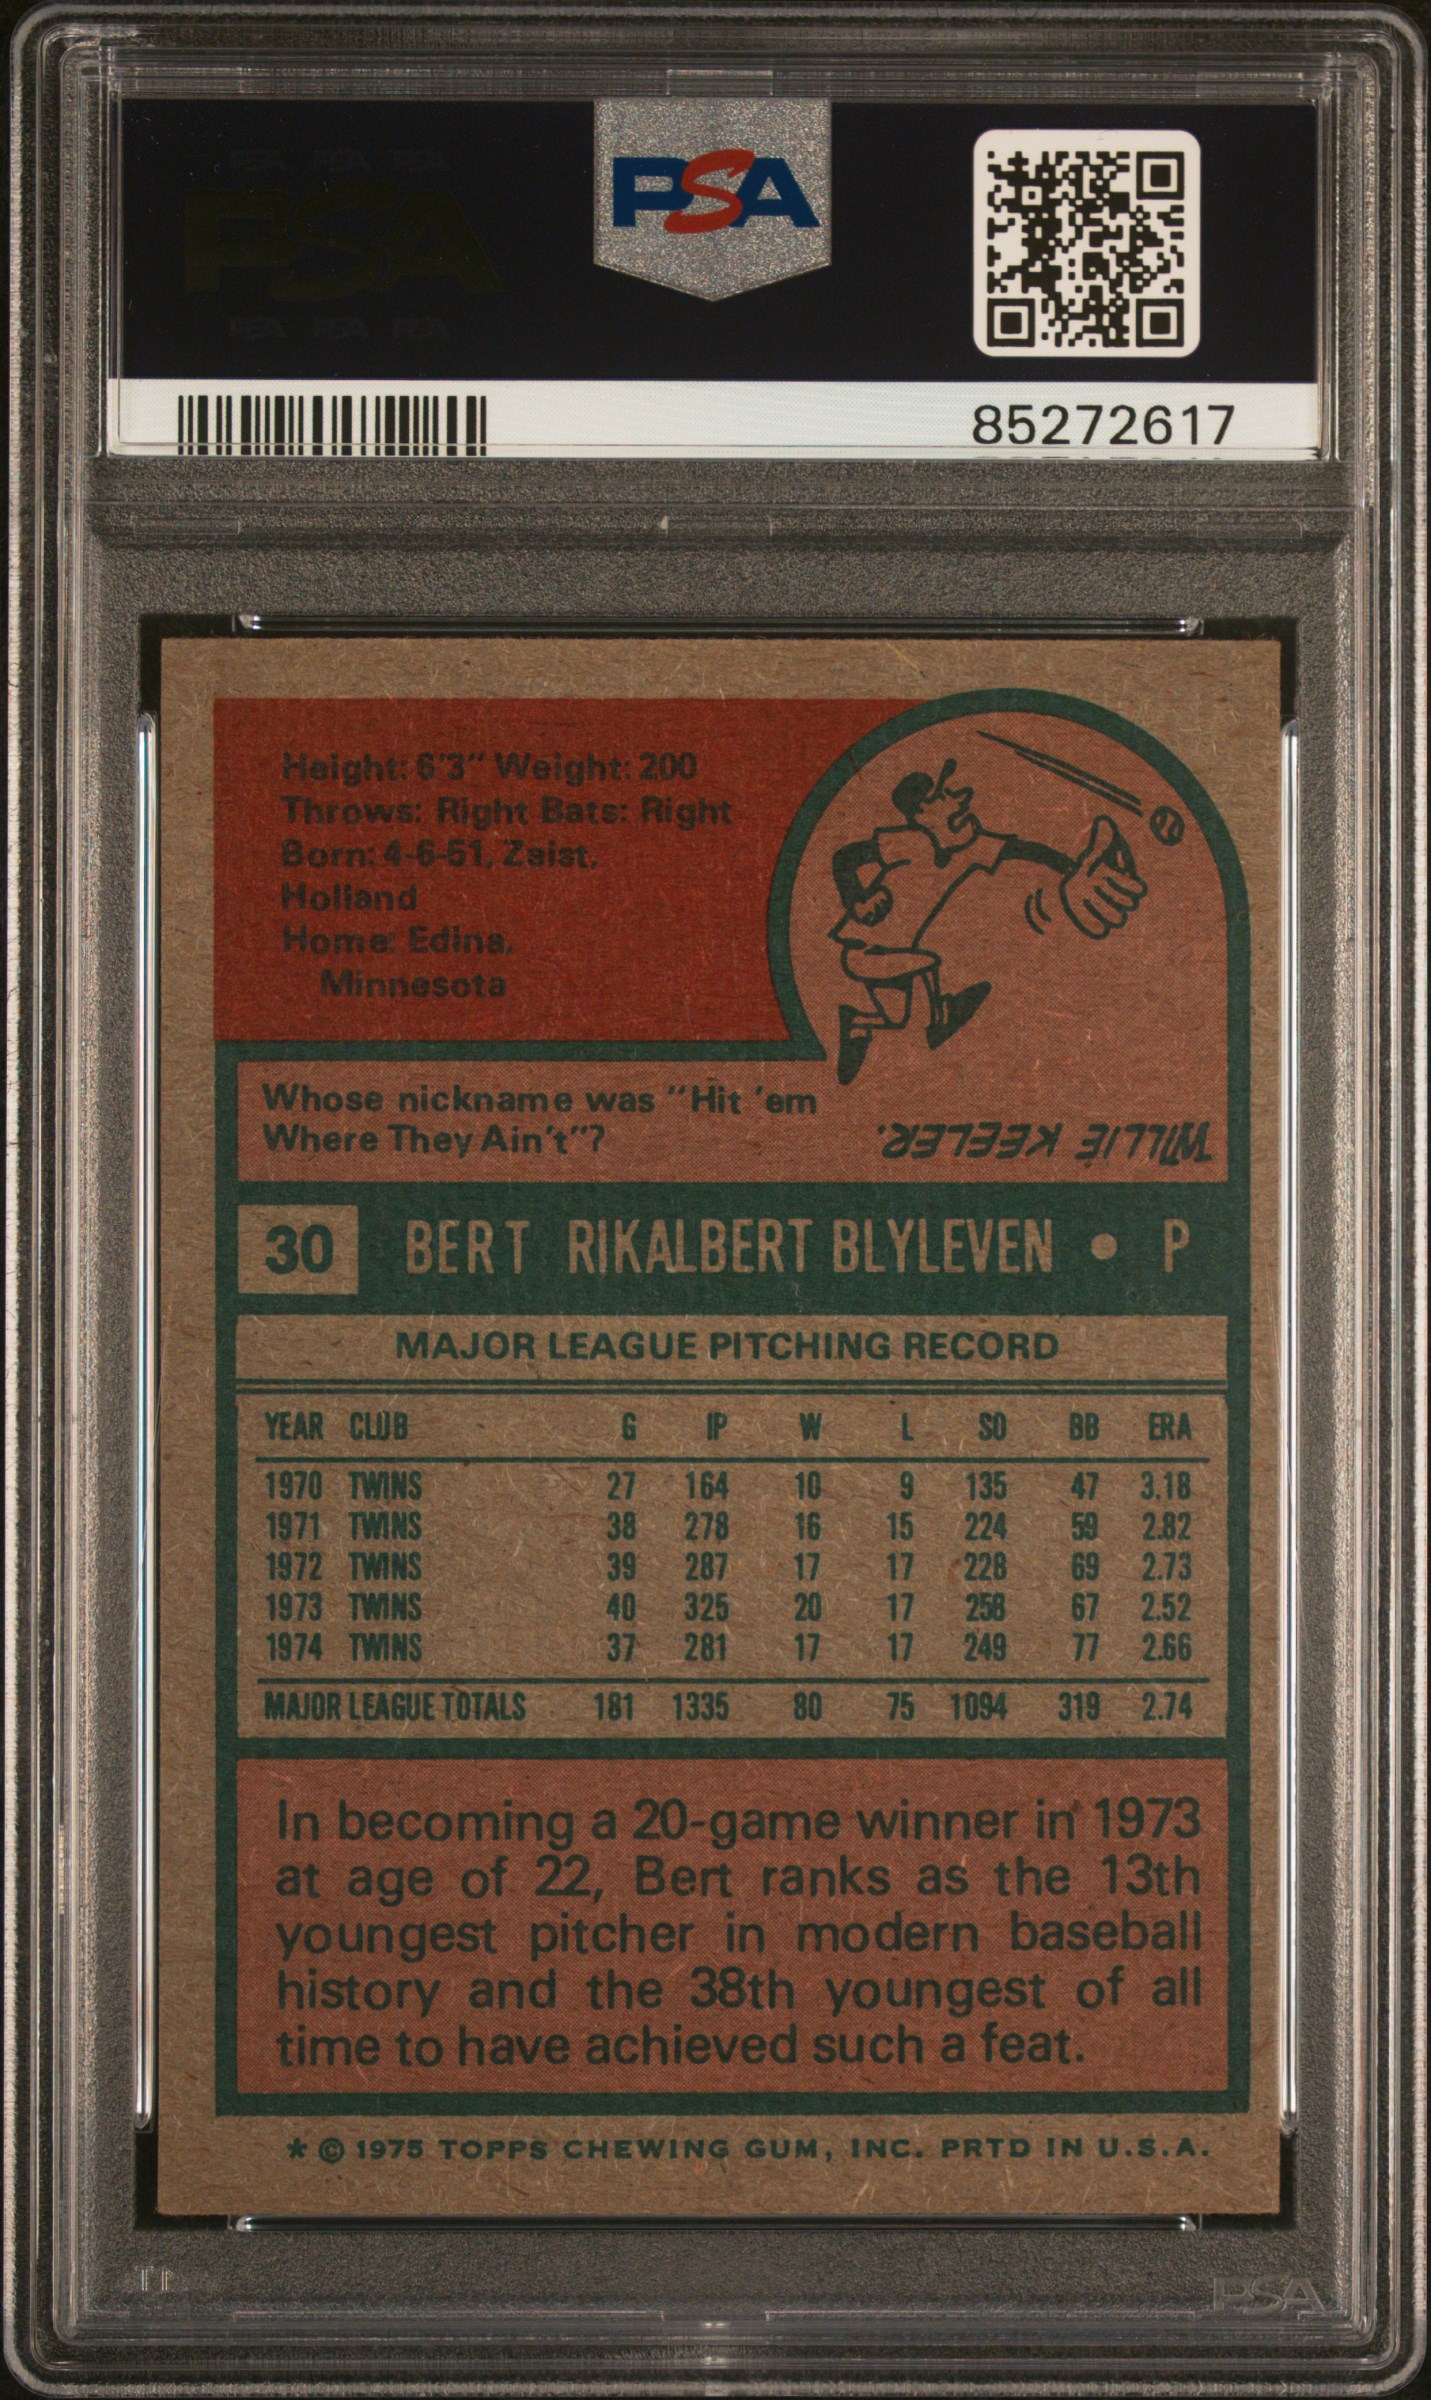 PSA
85272617
Height: 6'3" Weight: 200
Throws: Right Bats: Right
Born: 4-6-51, Zeist,
Holland
Home: Edina,
Minnesota
Whose nickname was "Hit 'em
Where They Ain't"?
WILLIE KEELER.
30 BERT RIKALBERT BLYLEVEN • P
MAJOR LEAGUE PITCHING RECORD
YEAR CLUB G IP W L SO BB ERA
1970 TWINS 27 164 10 9 135 47 3.18
1971 TWINS 38 278 16 15 224 59 2.82
1972 TWINS 39 287 17 17 228 69 2.73
1973 TWINS 40 325 20 17 258 67 2.52
1974 TWINS 37 281 17 17 249 77 2.66
MAJOR LEAGUE TOTALS 181 1335 80 75 1094 319 2.74
In becoming a 20-game winner in 1973
at age of 22, Bert ranks as the 13th
youngest pitcher in modern baseball
history and the 38th youngest of all
time to have achieved such a feat.
* © 1975 TOPPS CHEWING GUM, INC. PRTD IN U.S.A.
PSA